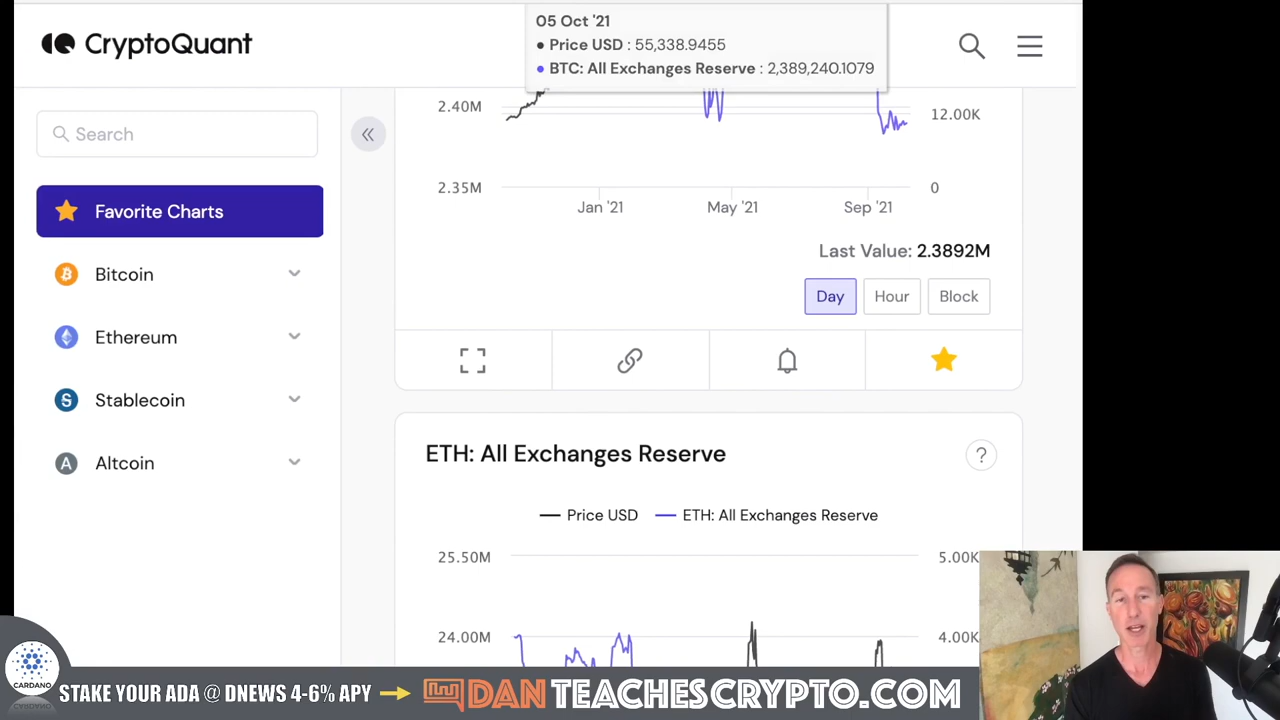 05 Oct '21
Price USD : 55,338.9455
BTC: All Exchanges Reserve : 2,389,240.1079
CryptoQuant
2.40M
12.00K
Search
2.35M
0
Jan '21
May '21
Sep '21
Favorite Charts
Last Value: 2.3892M
Bitcoin
Day
Hour
Block
Ethereum
Stablecoin
Altcoin
ETH: All Exchanges Reserve
?
Price USD
ETH: All Exchanges Reserve
25.50M
5.00K
24.00M
4.00K
CARDANO
STAKE YOUR ADA @ DNEWS 4-6% APY
DAN TEACHESCRYPTO.COM